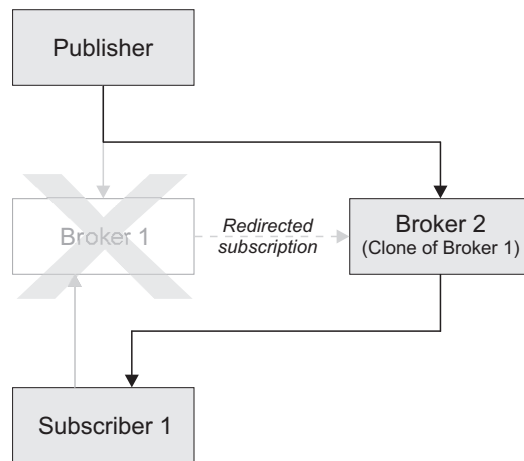 Publisher
Broker 1
Redirected
subscription
Broker 2
(Clone of Broker 1)
Subscriber 1